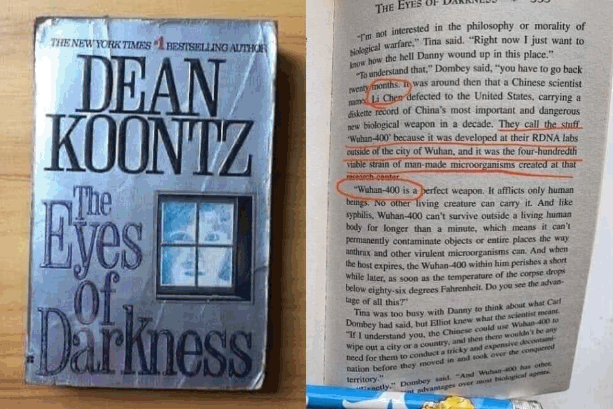 THE NEW YORK TIMES #1 BESTSELLING AUTHOR
DEAN
KOONTZ
The
Eyes
of
Darkness
THE EYES OF DARKNESS
"I'm not interested in the philosophy or morality of
biological warfare," Tina said. "Right now I just want to
know how the hell Danny wound up in this place."
"To understand that," Dombey said, "you have to go back
twenty months. It was around then that a Chinese scientist
named Li Chen defected to the United States, carrying a
diskette record of China's most important and dangerous
new biological weapon in a decade. They call the stuff
'Wuhan-400' because it was developed at their RDNA labs
outside of the city of Wuhan, and it was the four-hundredth
viable strain of man-made microorganisms created at that
research center.
"Wuhan-400 is a perfect weapon. It afflicts only human
beings. No other living creature can carry it. And like
syphilis, Wuhan-400 can't survive outside a living human
body for longer than a minute, which means it can't
permanently contaminate objects or entire places the way
anthrax and other virulent microorganisms can. And when
the host expires, the Wuhan-400 within him perishes a short
while later, as soon as the temperature of the corpse drops
below eighty-six degrees Fahrenheit. Do you see the advan-
tage of all this?"
Tina was too busy with Danny to think about what Carl
Dombey had said, but Elliot knew what the scientist meant.
"If I understand you, the Chinese could use Wuhan-400 to
wipe out a city or a country, and then there wouldn't be any
need for them to conduct a tricky and expensive decontami-
nation before they moved in and took over the conquered
territory."
Dombey said. "And Wuhan-400 has other,
advantages over most biological agents.